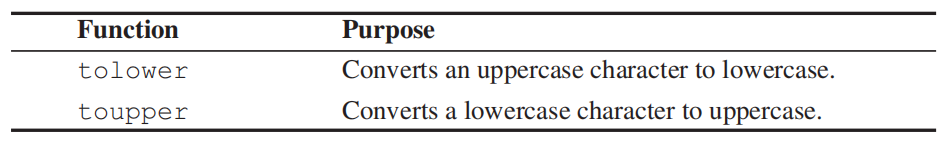 Function Purpose
tolower Converts an uppercase character to lowercase.
toupper Converts a lowercase character to uppercase.